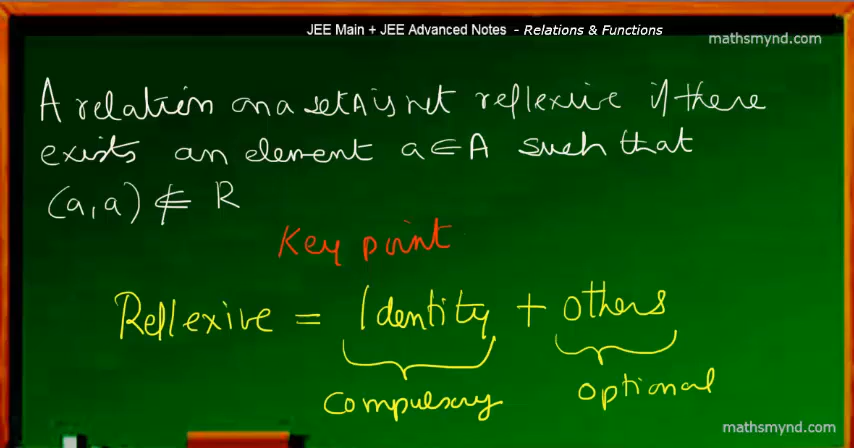 JEE Main + JEE Advanced Notes - Relations & Functions
mathsmynd.com
A relation on a set A is not reflexive if there
exists an element a ∈ A such that
(a, a) ∉ R
Key point
Reflexive = Identity + others
compulsory optional
mathsmynd.com